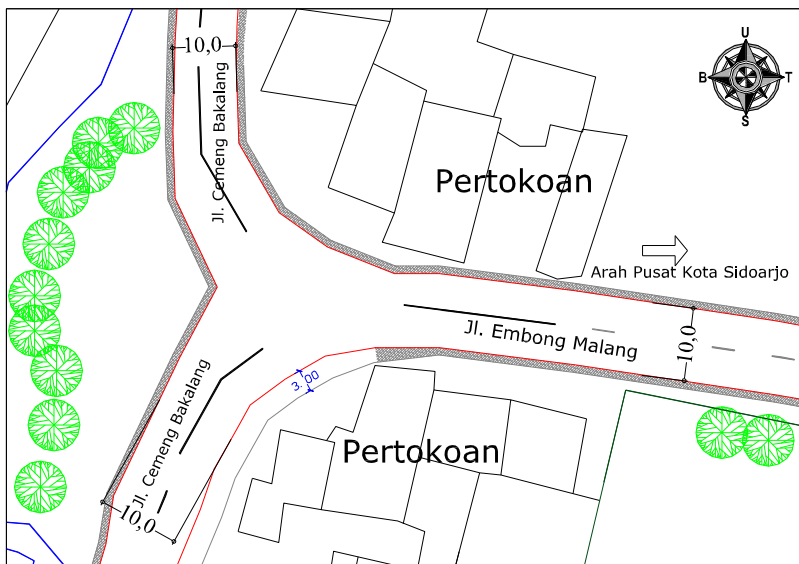 10,0
Jl. Cemeng Bakalang
U
B
T
S
Pertokoan
Arah Pusat Kota Sidoarjo
Jl. Embong Malang
10,0
3.00
Jl. Cemeng Bakalang
Pertokoan
10,0